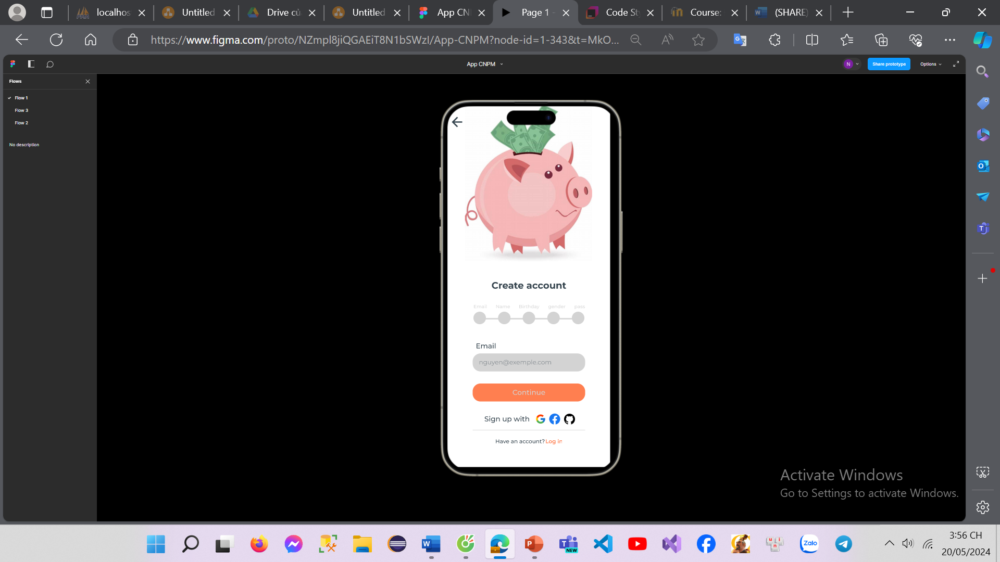 localhos
Untitled
Drive củ
Untitled
App CN
Page 1 -
Code St
Course:
(SHARE)
https://www.figma.com/proto/NZmpl8jiQGAEiT8N1bSWzI/App-CNPM?node-id=1-343&t=MkO...
App CNPM
N
Share prototype
Options
Flows
Flow 1
Flow 3
Flow 2
No description
Create account
Email Name Birthday gender pass
Email
nguyen@exemple.com
Continue
Sign up with
Have an account? Log in
Activate Windows
Go to Settings to activate Windows.
NEW
Zalo
3:56 CH
20/05/2024